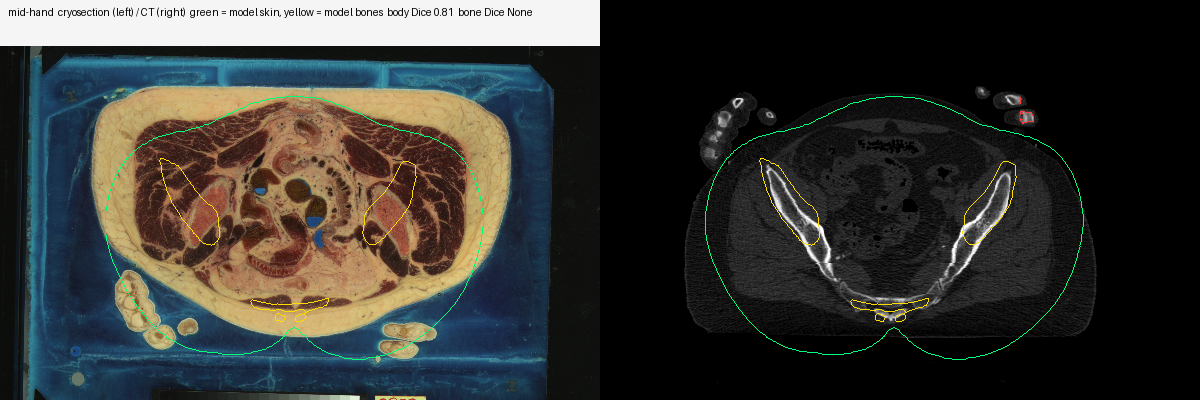 mid-hand cryosection (left) / CT (right) green = model skin, yellow = model bones body Dice 0.81 bone Dice None